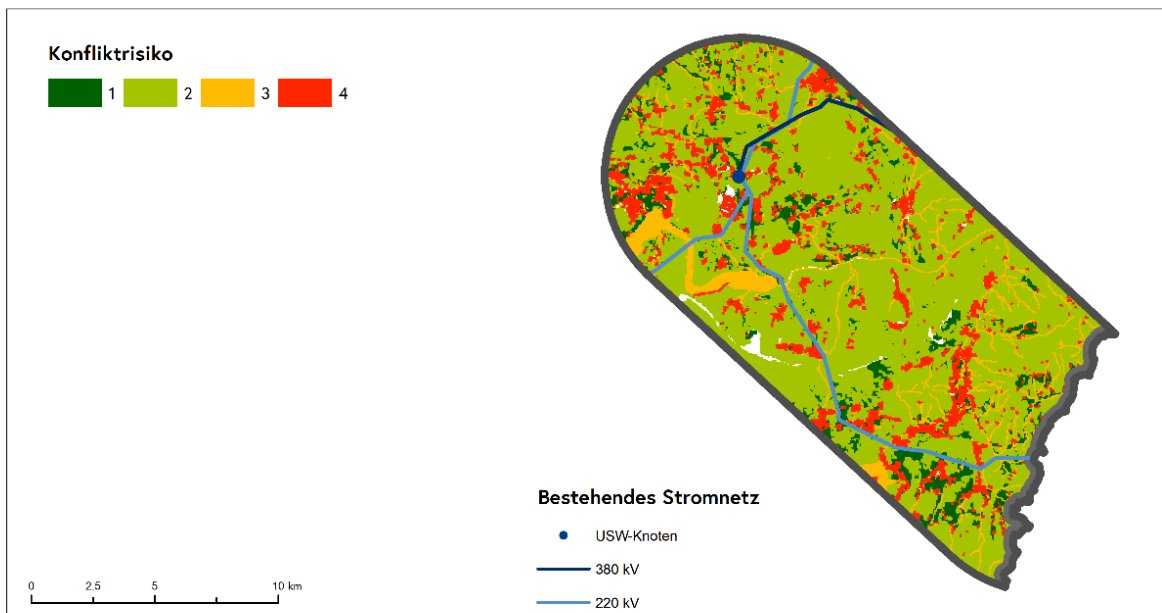 Konfliktrisiko
1 2 3 4
Bestehendes Stromnetz
USW-Knoten
380 kV
220 kV
0 2.5 5 10 km